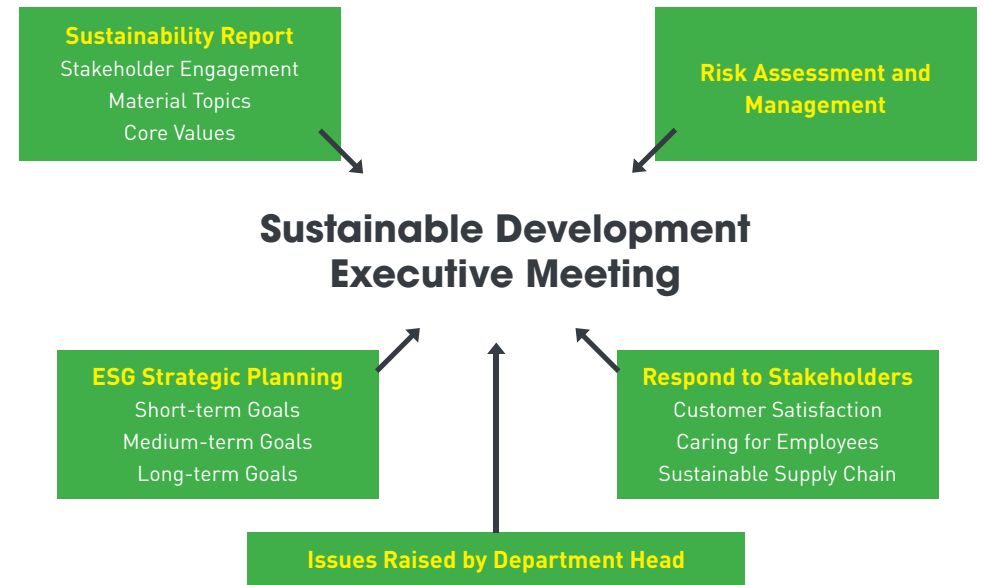 Sustainability Report
Stakeholder Engagement
Material Topics
Core Values
Risk Assessment and
Management
Sustainable Development
Executive Meeting
ESG Strategic Planning
Short-term Goals
Medium-term Goals
Long-term Goals
Respond to Stakeholders
Customer Satisfaction
Caring for Employees
Sustainable Supply Chain
Issues Raised by Department Head